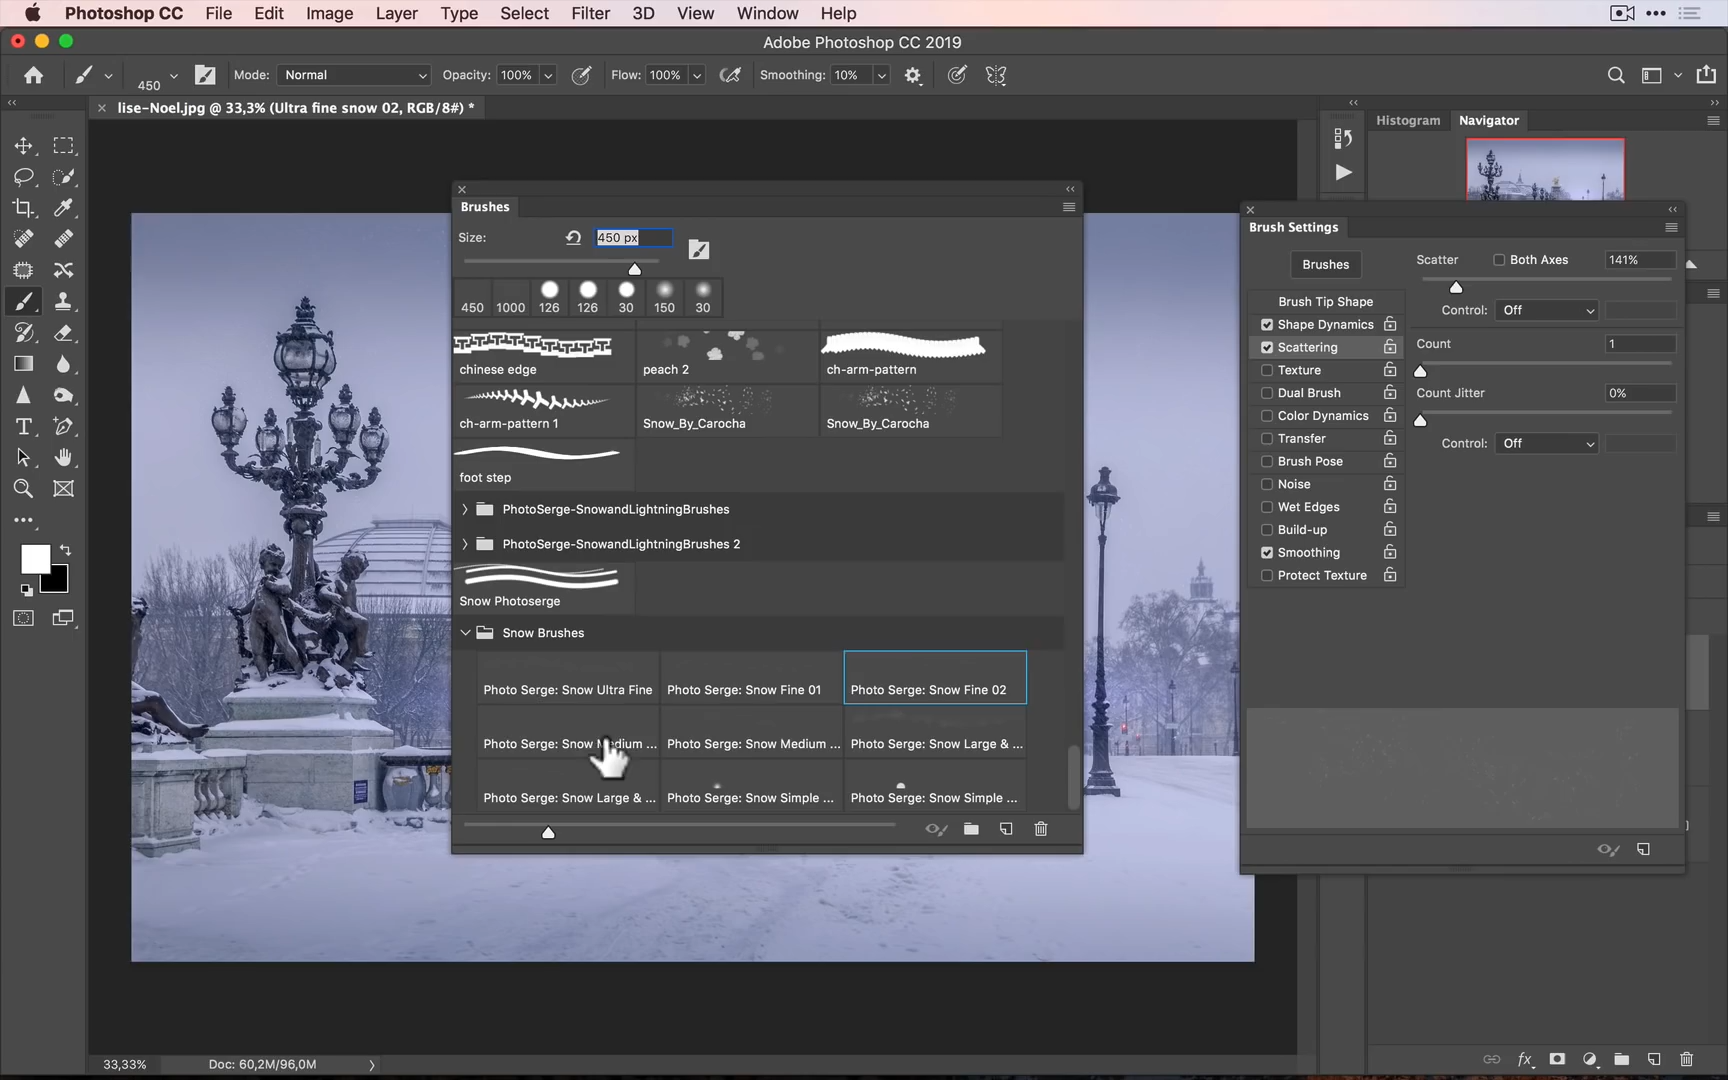 Photoshop CC File Edit Image Layer Type Select Filter 3D View Window Help
Adobe Photoshop CC 2019
450 Mode: Normal Opacity: 100% Flow: 100% Smoothing: 10%
lise-Noel.jpg @ 33,3% (Ultra fine snow 02, RGB/8#) *
Histogram Navigator
Brushes
Size: 450 px
450 1000 126 126 30 150 30
chinese edge peach 2 ch-arm-pattern
ch-arm-pattern 1 Snow_By_Carocha Snow_By_Carocha
foot step
PhotoSerge-SnowandLightningBrushes
PhotoSerge-SnowandLightningBrushes 2
Snow Photoserge
Snow Brushes
Photo Serge: Snow Ultra Fine Photo Serge: Snow Fine 01 Photo Serge: Snow Fine 02
Photo Serge: Snow Medium ... Photo Serge: Snow Medium ... Photo Serge: Snow Large & ...
Photo Serge: Snow Large & ... Photo Serge: Snow Simple ... Photo Serge: Snow Simple ...
Brush Settings
Brushes
Brush Tip Shape
Shape Dynamics
Scattering
Texture
Dual Brush
Color Dynamics
Transfer
Brush Pose
Noise
Wet Edges
Build-up
Smoothing
Protect Texture
Scatter Both Axes 141%
Control: Off
Count 1
Count Jitter 0%
Control: Off
33,33% Doc: 60,2M/96,0M
fx